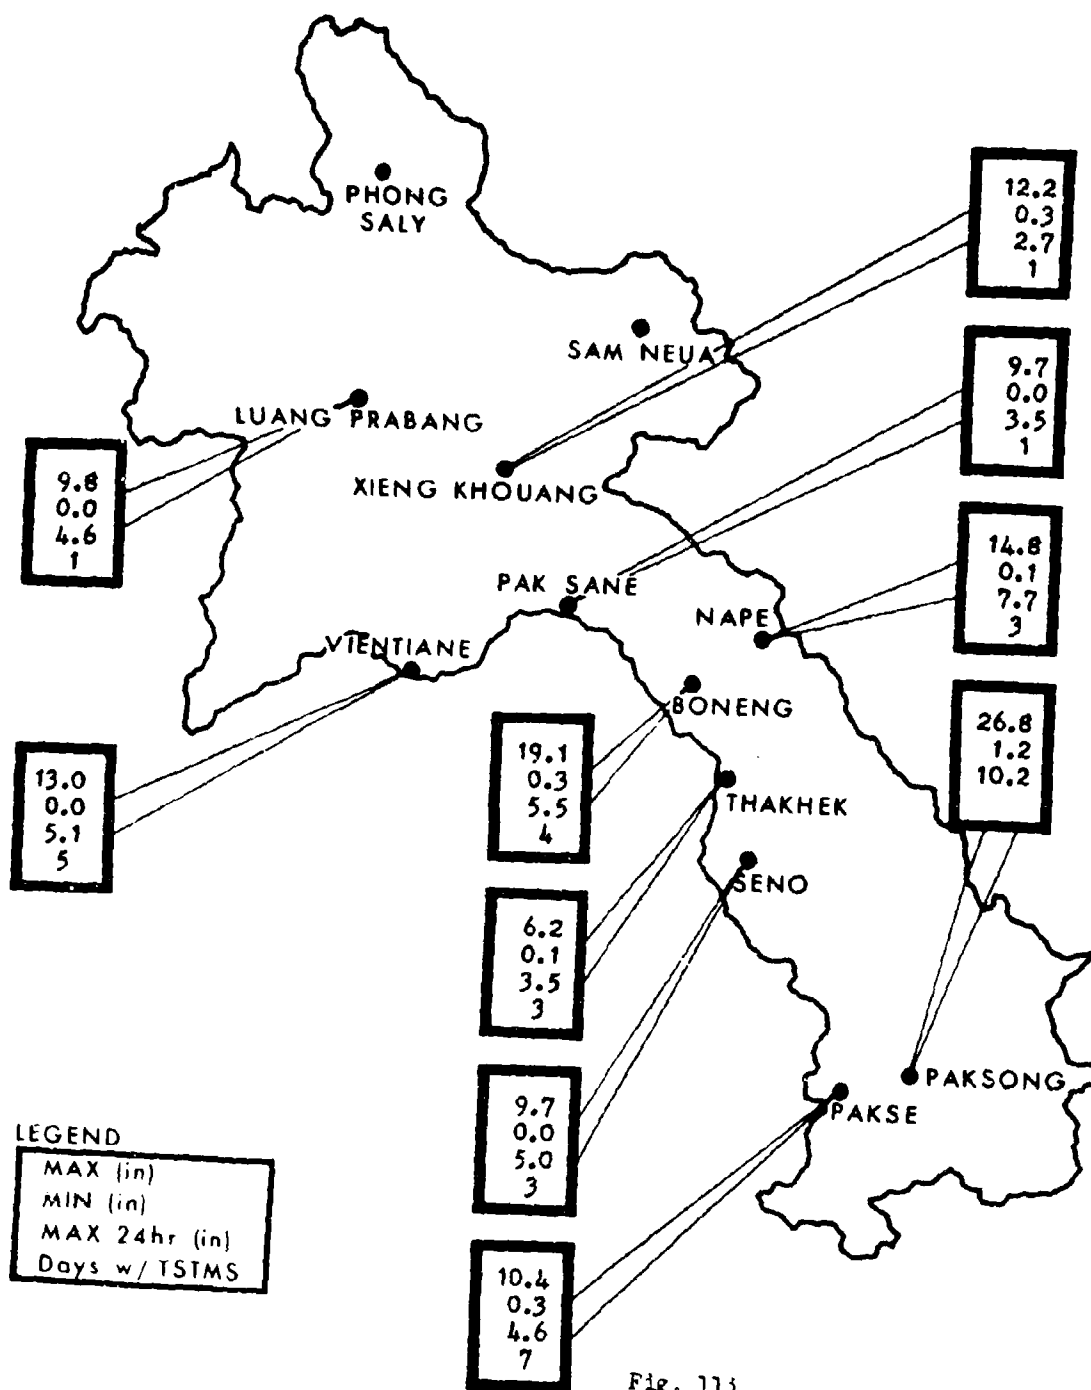 PHONG
SALY
12.2
0.3
2.7
1
SAM NEUA
9.7
0.0
3.5
1
LUANG PRABANG
9.8
0.0
4.6
1
XIENG KHOUANG
14.8
0.1
7.7
3
PAK SANE
NAPE
VIENTIANE
BONENG
26.8
1.2
10.2
13.0
0.0
5.1
5
19.1
0.3
5.5
4
THAKHEK
SENO
6.2
0.1
3.5
3
PAKSONG
PAKSE
9.7
0.0
5.0
3
LEGEND
MAX (in)
MIN (in)
MAX 24hr (in)
Days w/ TSTMS
10.4
0.3
4.6
7
Fig.